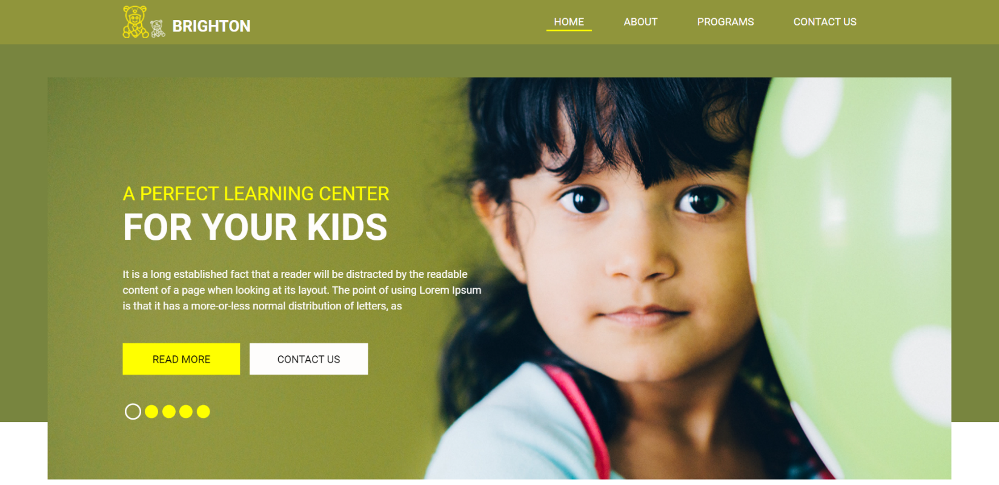 BRIGHTON
HOME
ABOUT
PROGRAMS
CONTACT US
A PERFECT LEARNING CENTER
FOR YOUR KIDS
It is a long established fact that a reader will be distracted by the readable
content of a page when looking at its layout. The point of using Lorem Ipsum
is that it has a more-or-less normal distribution of letters, as
READ MORE
CONTACT US